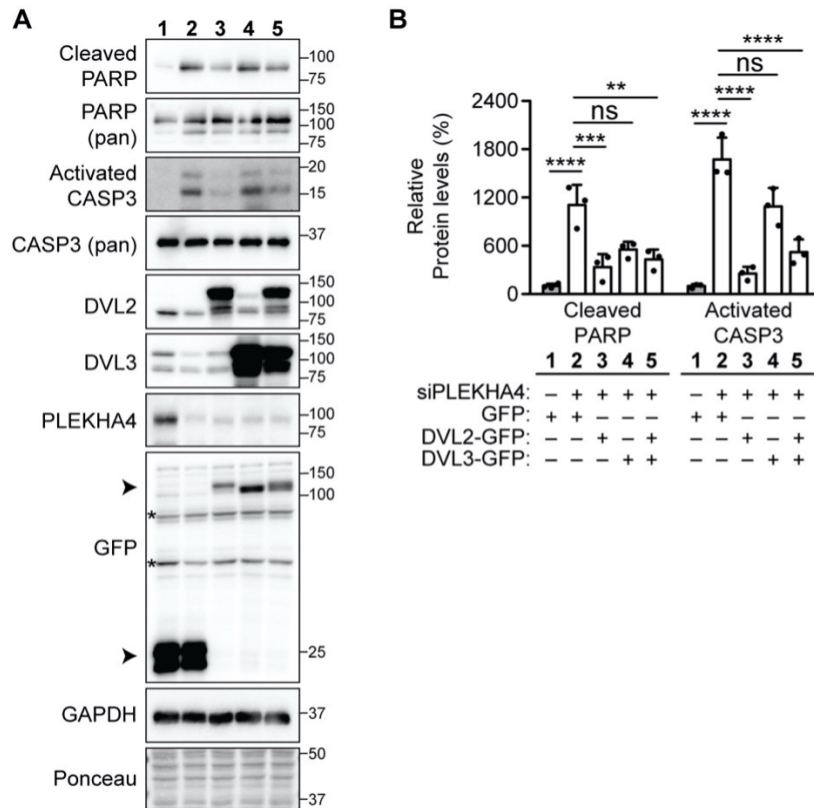 A
1 2 3 4 5
Cleaved
PARP
100
75
PARP
(pan)
150
100
75
Activated
CASP3
20
15
CASP3 (pan)
37
DVL2
150
100
75
DVL3
150
100
75
PLEKHA4
100
75
GFP
*
*
150
100
25
GAPDH
37
Ponceau
50
37
B
Relative
Protein levels (%)
2400
1800
1200
600
0
**
ns
***
****
****
ns
****
****
Cleaved
PARP
Activated
CASP3
1 2 3 4 5 1 2 3 4 5
siPLEKHA4: – + + + + – + + + +
GFP: + + – – – + + – – –
DVL2-GFP: – – + – + – – + – +
DVL3-GFP: – – – + + – – – + +